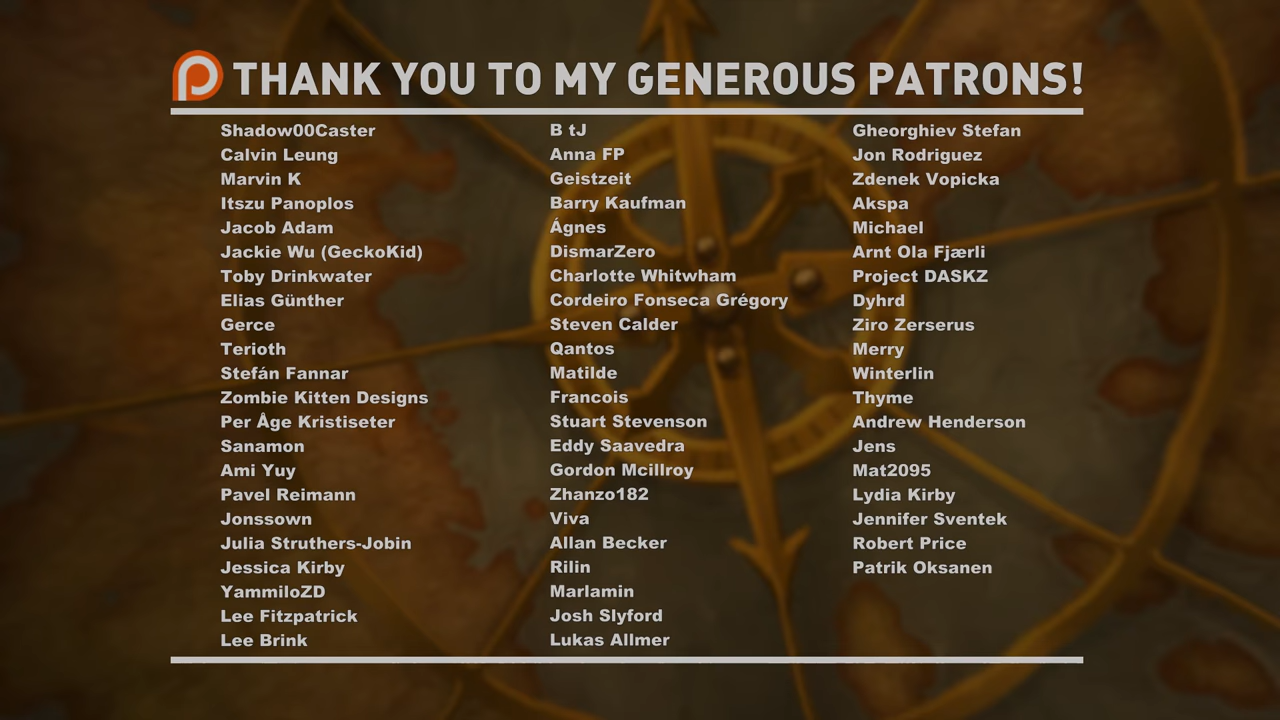 THANK YOU TO MY GENEROUS PATRONS!
Shadow00Caster
Calvin Leung
Marvin K
Itszu Panoplos
Jacob Adam
Jackie Wu (GeckoKid)
Toby Drinkwater
Elias Günther
Gerce
Terioth
Stefán Fannar
Zombie Kitten Designs
Per Åge Kristiseter
Sanamon
Ami Yuy
Pavel Reimann
Jonssown
Julia Struthers-Jobin
Jessica Kirby
YammiloZD
Lee Fitzpatrick
Lee Brink
B tJ
Anna FP
Geistzeit
Barry Kaufman
Ágnes
DismarZero
Charlotte Whitwham
Cordeiro Fonseca Grégory
Steven Calder
Qantos
Matilde
Francois
Stuart Stevenson
Eddy Saavedra
Gordon Mcillroy
Zhanzo182
Viva
Allan Becker
Rilin
Marlamin
Josh Slyford
Lukas Allmer
Gheorghiev Stefan
Jon Rodriguez
Zdenek Vopicka
Akspa
Michael
Arnt Ola Fjærli
Project DASKZ
Dyhrd
Ziro Zerserus
Merry
Winterlin
Thyme
Andrew Henderson
Jens
Mat2095
Lydia Kirby
Jennifer Sventek
Robert Price
Patrik Oksanen